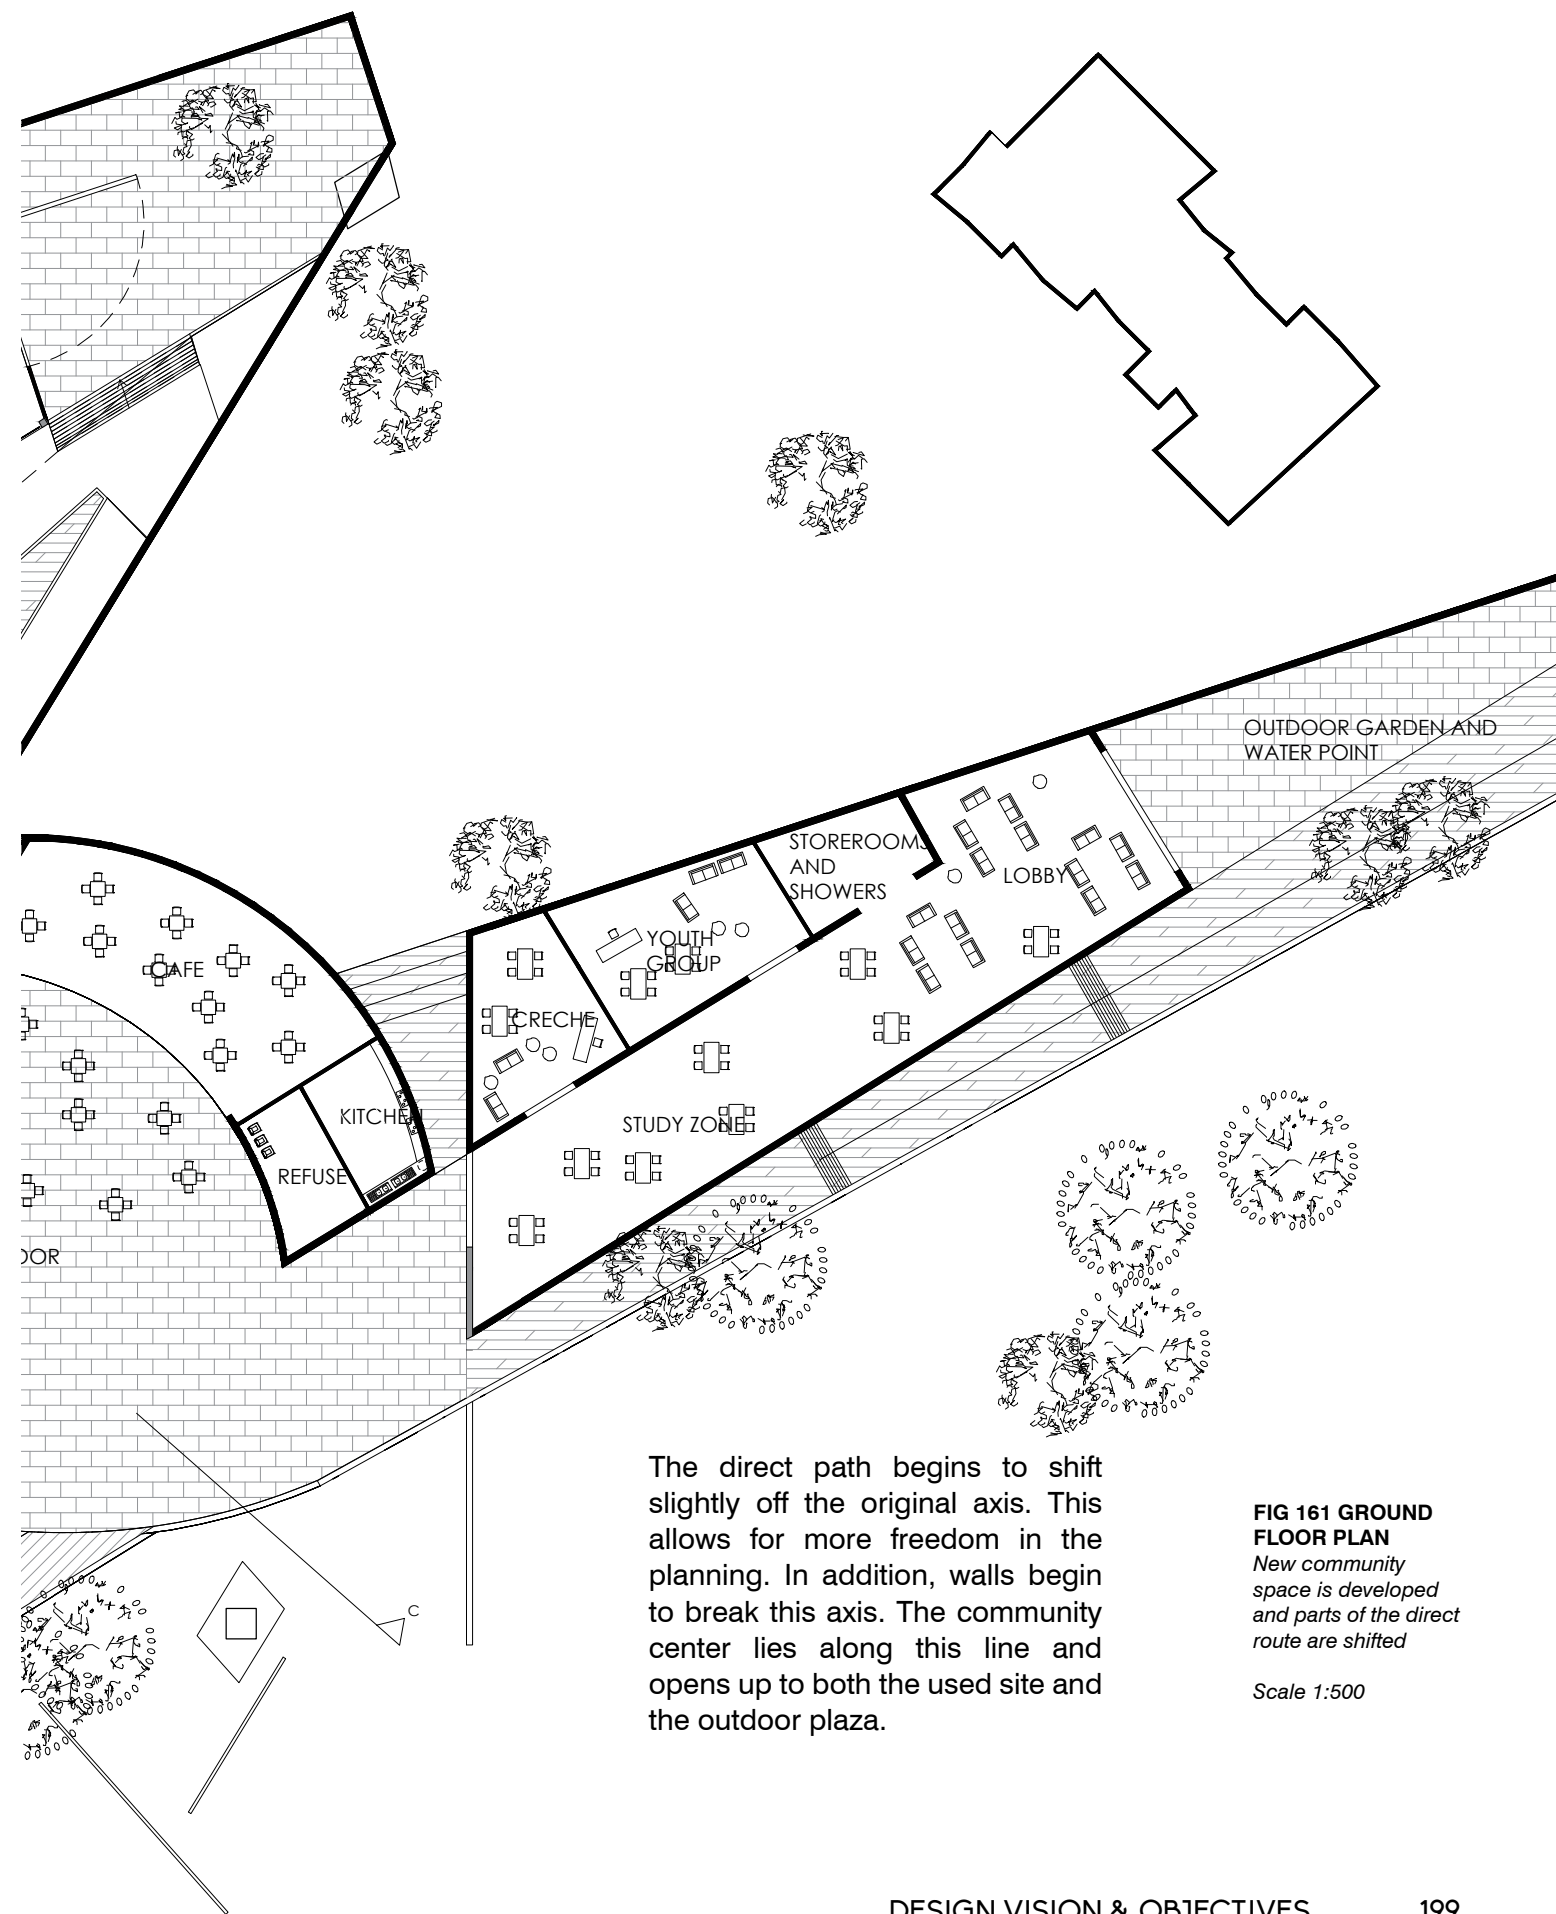 OUTDOOR GARDEN AND
WATER POINT
STOREROOMS
AND
SHOWERS
LOBBY
YOUTH
GROUP
CAFE
CRECHE
KITCHEN
STUDY ZONE
REFUSE
OOR
The direct path begins to shift
slightly off the original axis. This
allows for more freedom in the
planning. In addition, walls begin
to break this axis. The community
center lies along this line and
opens up to both the used site and
the outdoor plaza.
FIG 161 GROUND
FLOOR PLAN
New community
space is developed
and parts of the direct
route are shifted
Scale 1:500
C
DESIGN VISION & OBJECTIVES
199